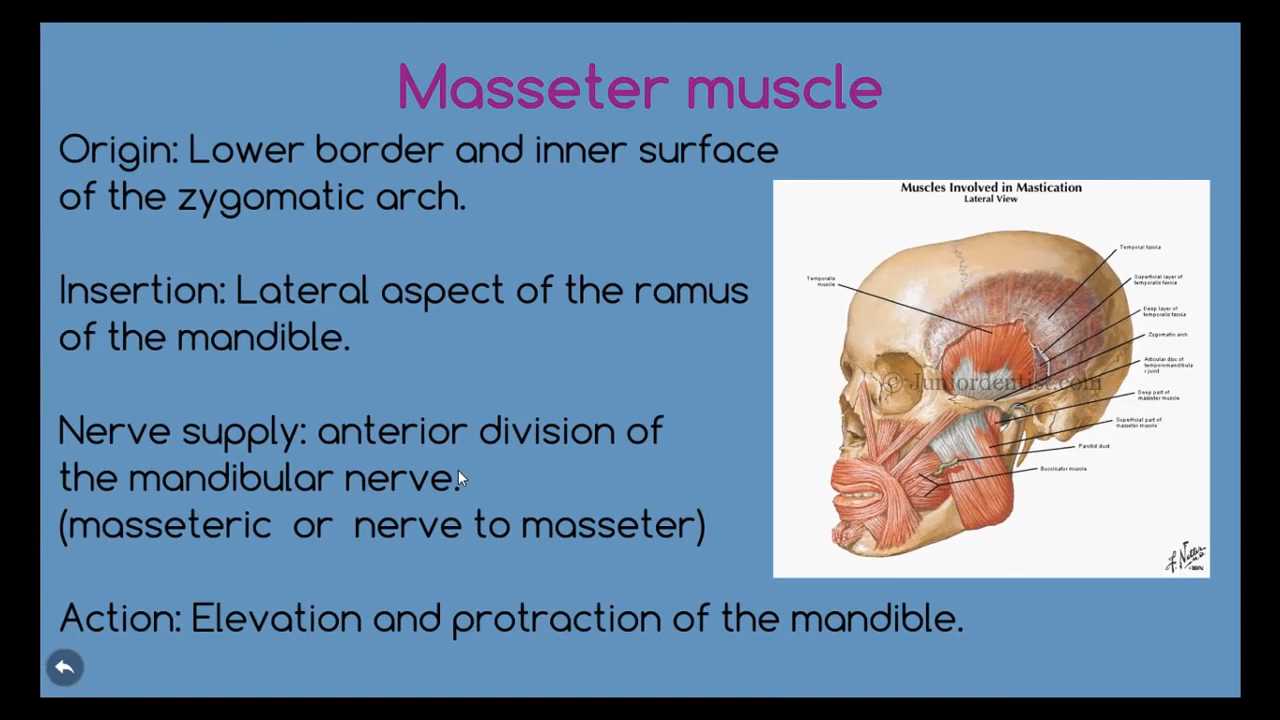 Masseter muscle
Origin: Lower border and inner surface
of the zygomatic arch.
Insertion: Lateral aspect of the ramus
of the mandible.
Nerve supply: anterior division of
the mandibular nerve.
(masseteric or nerve to masseter)
Action: Elevation and protraction of the mandible.
Muscles Involved in Mastication
Lateral View
Temporalis
muscle
Temporal fascia
Superficial layer of
temporalis fascia
Deep layer of
temporalis fascia
Zygomatic arch
Articular disc of
temporomandibula
r joint
Deep part of
masseter muscle
Superficial part of
masseter muscle
Parotid duct
Buccinator muscle
© Juniordentist.com